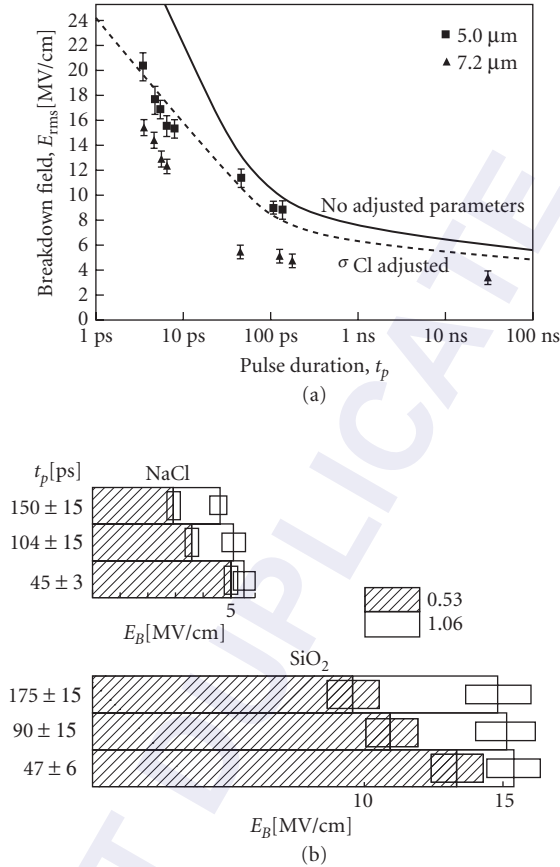 24
22
20
18
16
14
12
10
8
6
4
2
0
Breakdown field, E_rms[MV/cm]
5.0 μm
7.2 μm
No adjusted parameters
σ Cl adjusted
1 ps 10 ps 100 ps 1 ns 10 ns 100 ns
Pulse duration, t_p
(a)
t_p[ps] NaCl
150 ± 15
104 ± 15
45 ± 3
5
E_B[MV/cm]
0.53
1.06
SiO2
175 ± 15
90 ± 15
47 ± 6
10 15
E_B[MV/cm]
(b)
T DUPLICATE